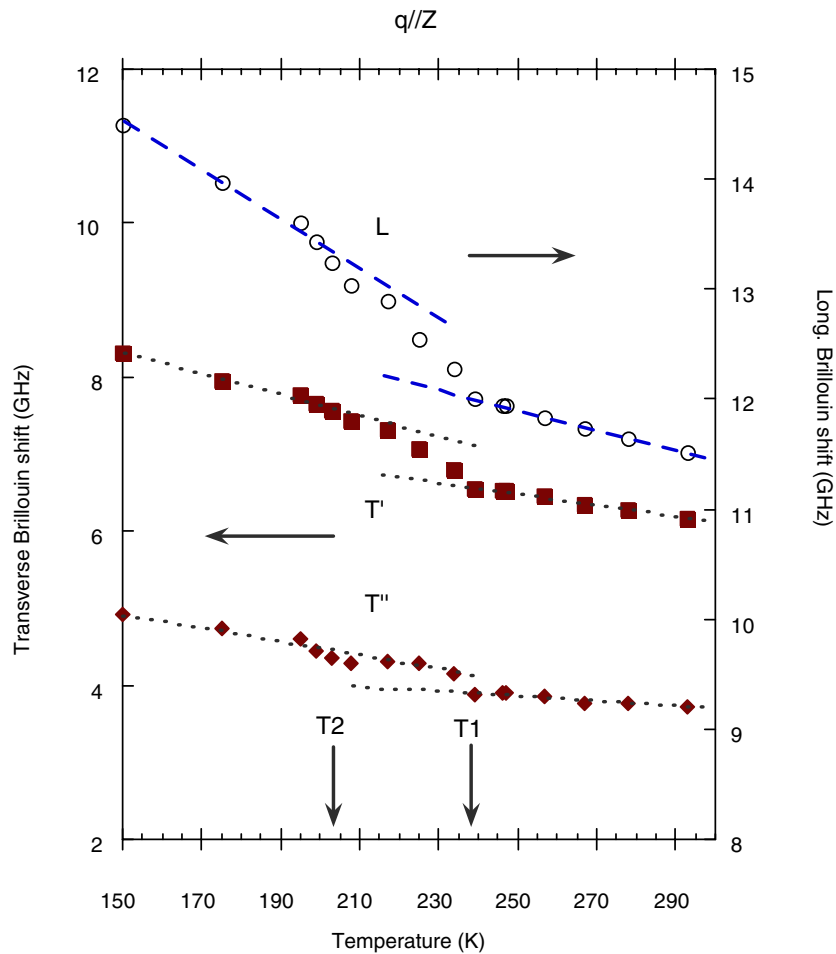 q//Z
12
10
8
6
4
2
Transverse Brillouin shift (GHz)
15
14
13
12
11
10
9
8
Long. Brillouin shift
(GHz)
L
T'
T"
T2
T1
150 170 190 210 230 250 270 290
Temperature (K)